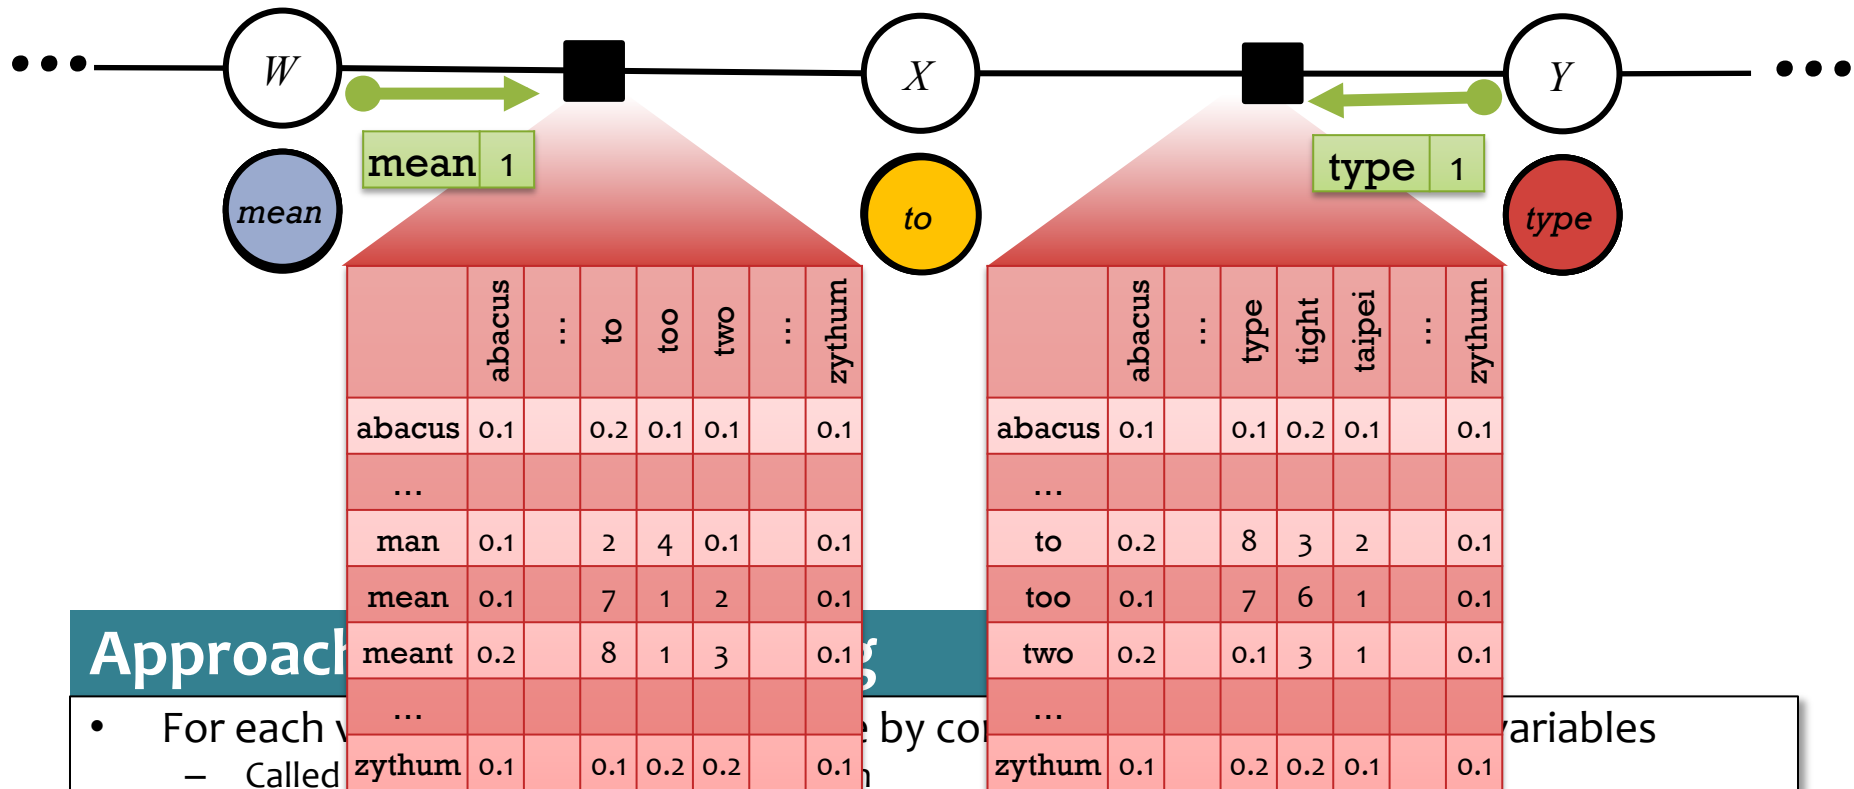 ... W X Y ...
mean 1 type 1
mean to type
abacus ... to too two ... zythum
abacus 0.1 0.2 0.1 0.1 0.1
...
man 0.1 2 4 0.1 0.1
mean 0.1 7 1 2 0.1
meant 0.2 8 1 3 0.1
...
zythum 0.1 0.1 0.2 0.2 0.1
abacus ... type tight taipei ... zythum
abacus 0.1 0.1 0.2 0.1 0.1
...
to 0.2 8 3 2 0.1
too 0.1 7 6 1 0.1
two 0.2 0.1 3 1 0.1
...
zythum 0.1 0.2 0.2 0.1 0.1
Approach
• For each by
– Called